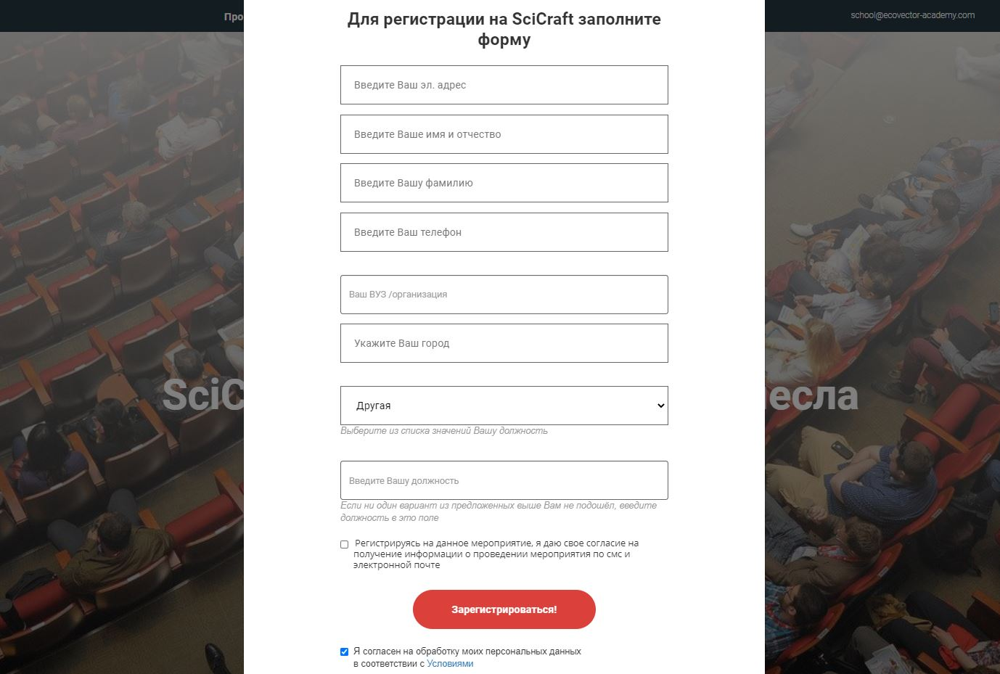 Про
school@ecovector-academy.com
Для регистрации на SciCraft заполните
форму
Введите Ваш эл. адрес
Введите Ваше имя и отчество
Введите Вашу фамилию
Введите Ваш телефон
Ваш ВУЗ /организация
Укажите Ваш город
SciC
есла
Другая
Выберите из списка значений Вашу должность
Введите Вашу должность
Если ни один вариант из предложенных выше Вам не подошёл, введите
должность в это поле
Регистрируясь на данное мероприятие, я даю свое согласие на
получение информации о проведении мероприятия по смс и
электронной почте
Зарегистрироваться!
Я согласен на обработку моих персональных данных
в соответствии с Условиями